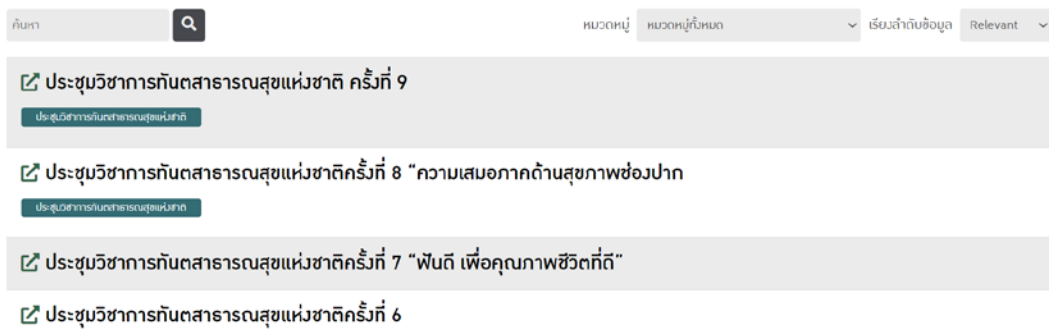 ค้นหา หมวดหมู่ หมวดหมู่ทั้งหมด เรียงลำดับข้อมูล Relevant
ประชุมวิชาการทันตสาธารณสุขแห่งชาติ ครั้งที่ 9
ประชุมวิชาการทันตสาธารณสุขแห่งชาติ
ประชุมวิชาการทันตสาธารณสุขแห่งชาติครั้งที่ 8 “ความเสมอภาคด้านสุขภาพช่องปาก
ประชุมวิชาการทันตสาธารณสุขแห่งชาติ
ประชุมวิชาการทันตสาธารณสุขแห่งชาติครั้งที่ 7 “ฟันดี เพื่อคุณภาพชีวิตที่ดี”
ประชุมวิชาการทันตสาธารณสุขแห่งชาติครั้งที่ 6